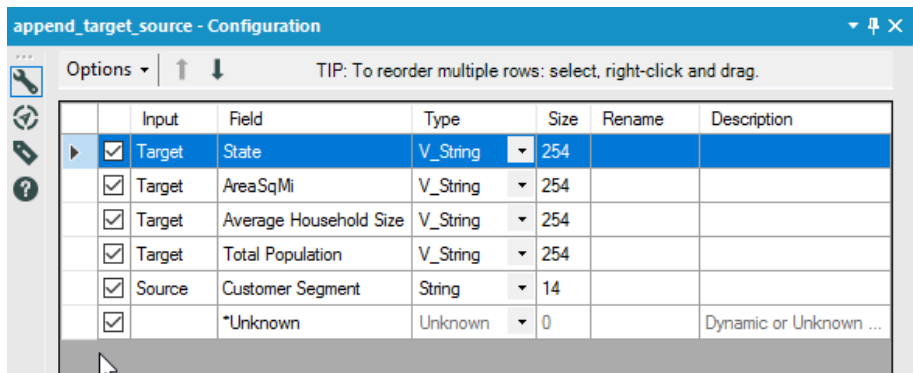 append_target_source - Configuration
Options TIP: To reorder multiple rows: select, right-click and drag.
Input Field Type Size Rename Description
Target State V_String 254
Target AreaSqMi V_String 254
Target Average Household Size V_String 254
Target Total Population V_String 254
Source Customer Segment String 14
*Unknown Unknown 0 Dynamic or Unknown ...